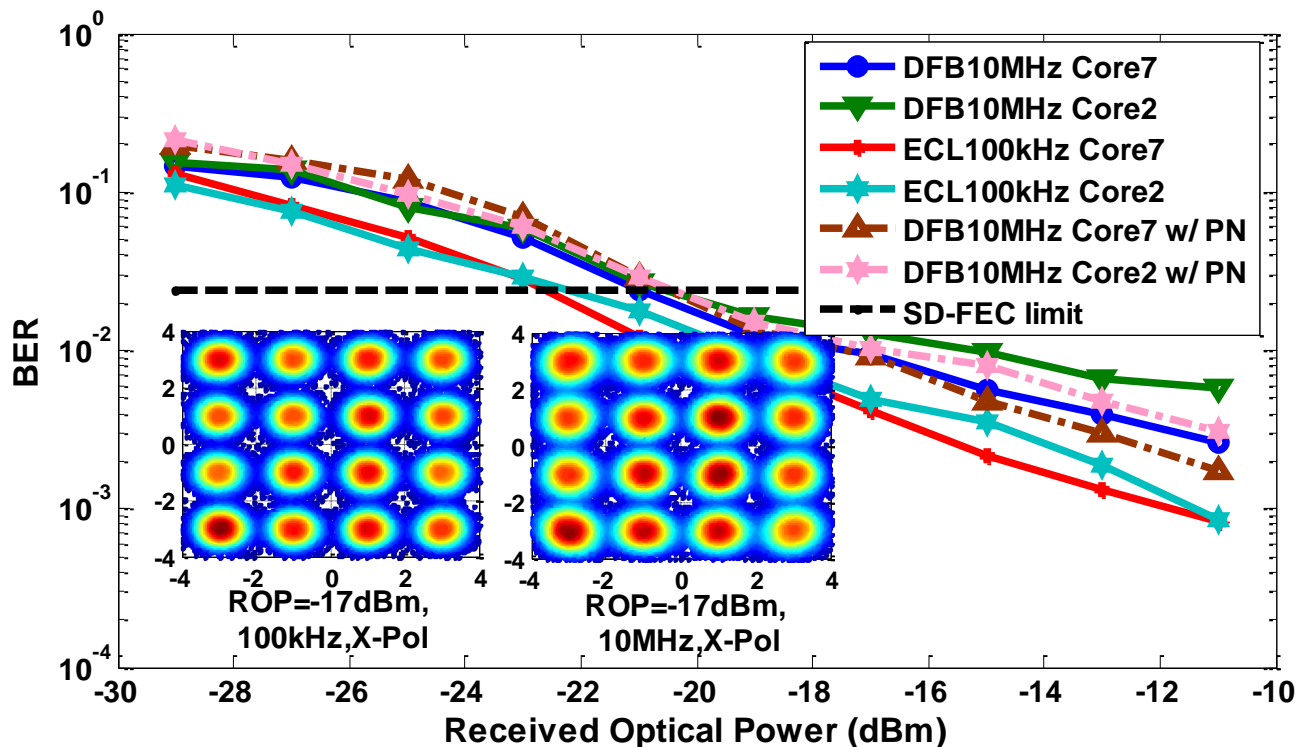 10^0
10^-1
10^-2
10^-3
10^-4
BER
-30 -28 -26 -24 -22 -20 -18 -16 -14 -12 -10
Received Optical Power (dBm)
DFB10MHz Core7
DFB10MHz Core2
ECL100kHz Core7
ECL100kHz Core2
DFB10MHz Core7 w/ PN
DFB10MHz Core2 w/ PN
SD-FEC limit
4
2
0
-2
-4
-4 -2 0 2 4
ROP=-17dBm,
100kHz,X-Pol
4
2
0
-2
-4
-4 -2 0 2 4
ROP=-17dBm,
10MHz,X-Pol